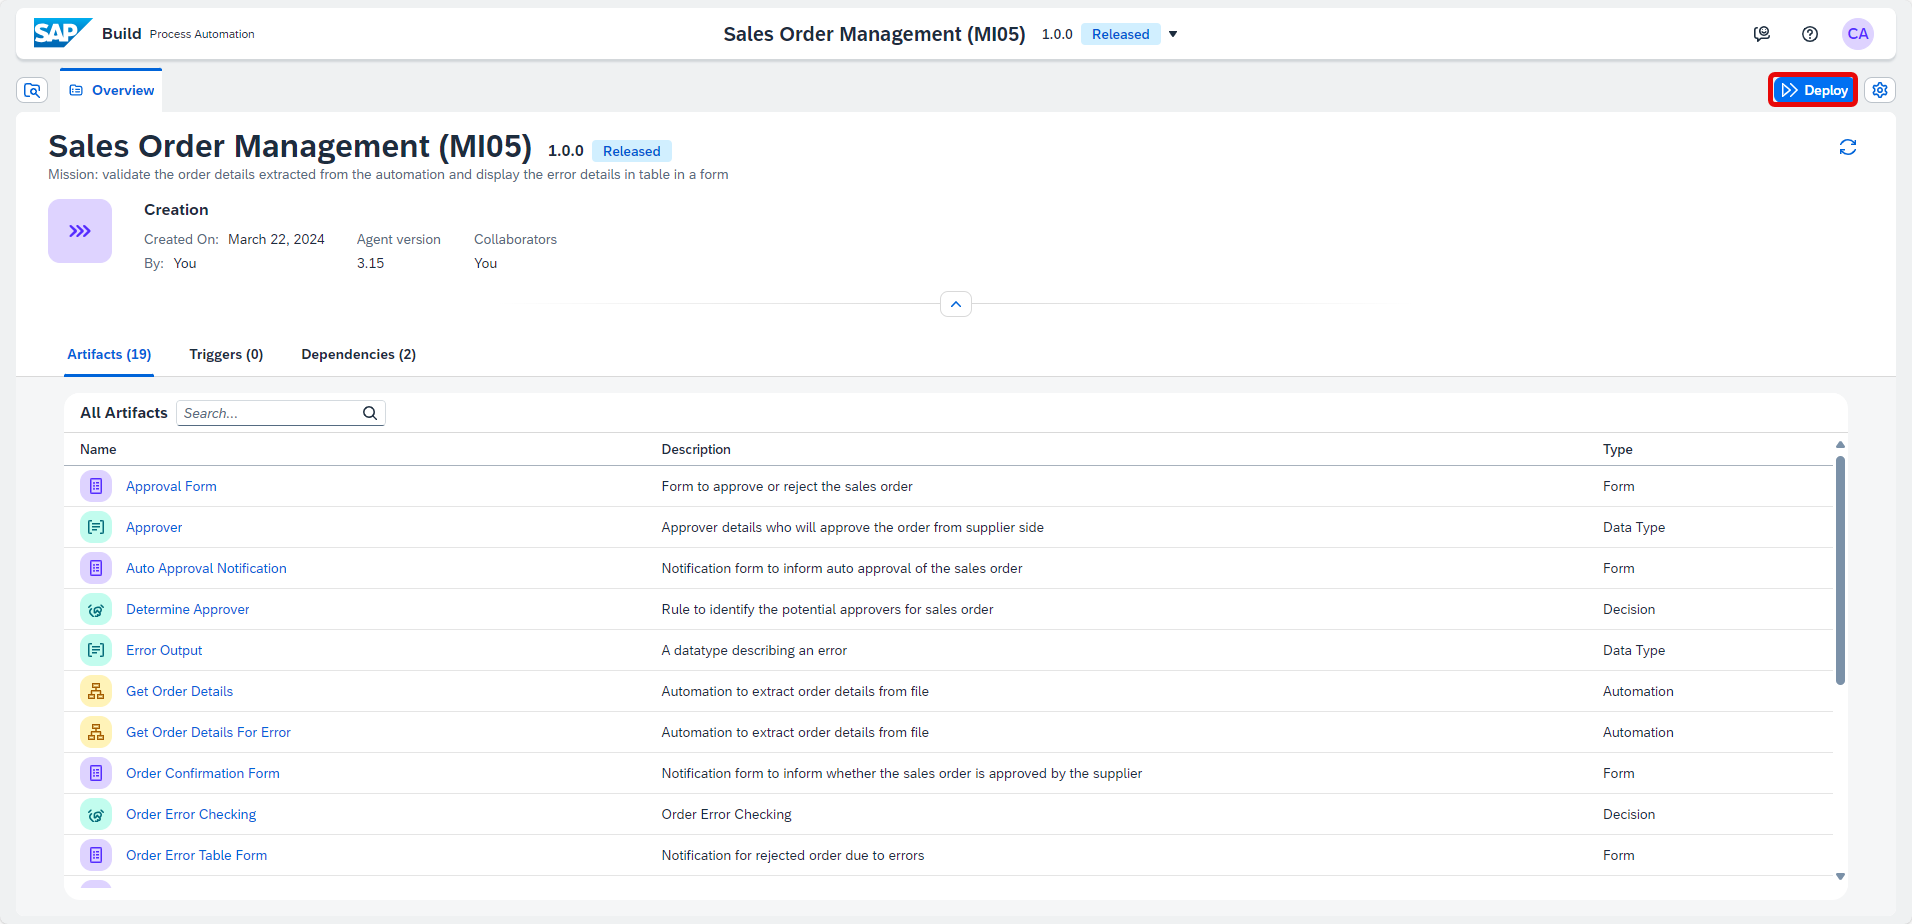 SAP Build Process Automation
Sales Order Management (MI05) 1.0.0 Released
CA
Overview
Deploy
Sales Order Management (MI05) 1.0.0 Released
Mission: validate the order details extracted from the automation and display the error details in table in a form
Creation
Created On: March 22, 2024 Agent version Collaborators
By: You 3.15 You
Artifacts (19) Triggers (0) Dependencies (2)
All Artifacts Search...
Name Description Type
Approval Form Form to approve or reject the sales order Form
Approver Approver details who will approve the order from supplier side Data Type
Auto Approval Notification Notification form to inform auto approval of the sales order Form
Determine Approver Rule to identify the potential approvers for sales order Decision
Error Output A datatype describing an error Data Type
Get Order Details Automation to extract order details from file Automation
Get Order Details For Error Automation to extract order details from file Automation
Order Confirmation Form Notification form to inform whether the sales order is approved by the supplier Form
Order Error Checking Order Error Checking Decision
Order Error Table Form Notification for rejected order due to errors Form